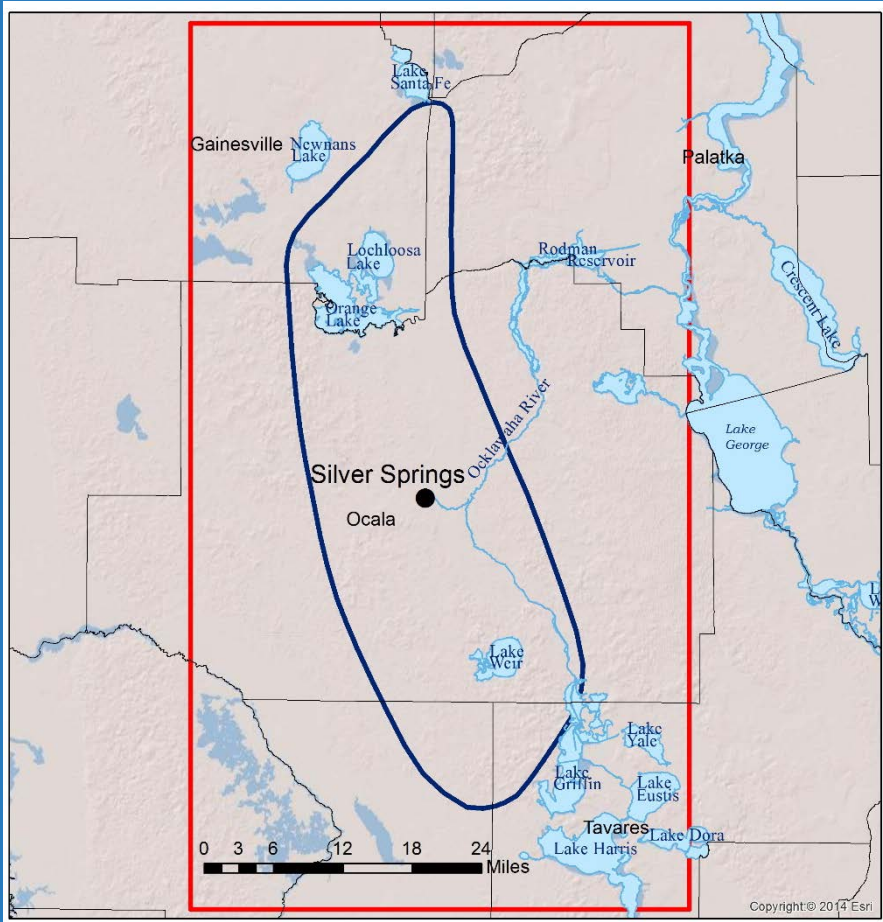 Lake
Santa Fe
Gainesville
Newnans
Lake
Palatka
Lochloosa
Lake
Rodman
Reservoir
Crescent Lake
Orange
Lake
Ocklawaha River
Lake
George
Silver Springs
Ocala
L
W
Lake
Weir
Lake
Yale
Lake
Griffin
Lake
Eustis
Tavares
Lake Dora
Lake Harris
0 3 6 12 18 24
Miles
Copyright:© 2014 Esri